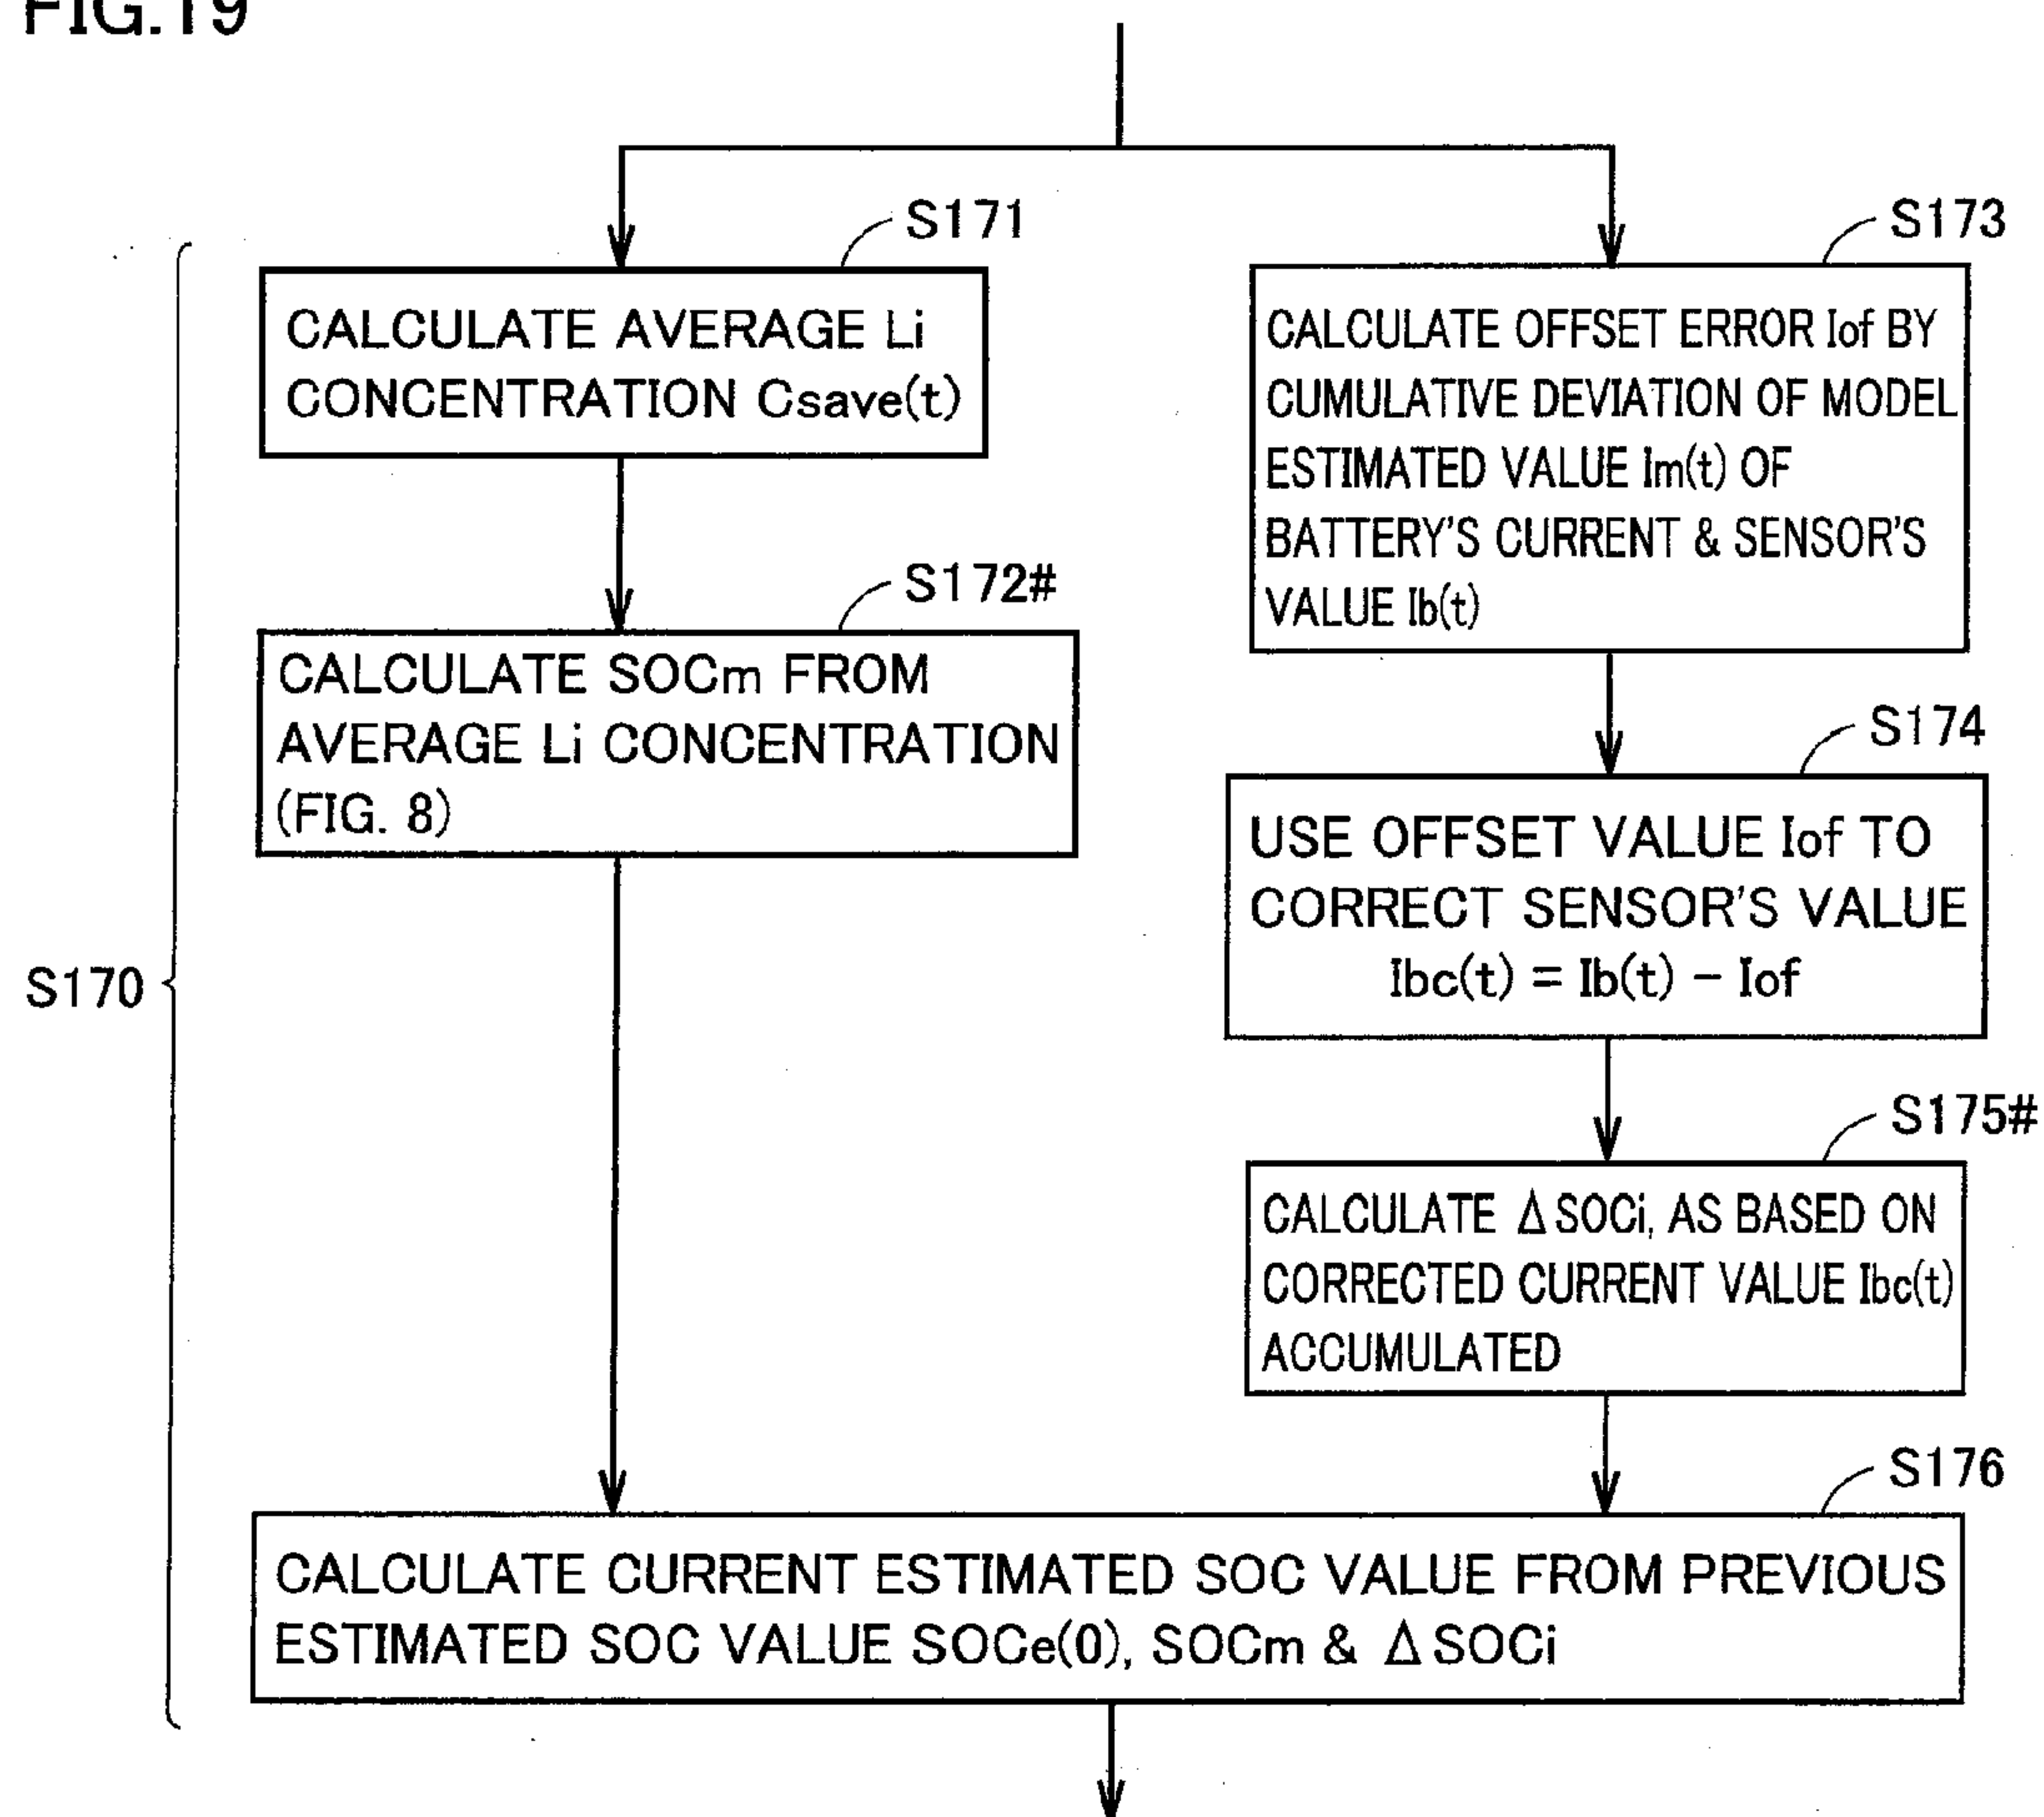 FIG.19
S171
CALCULATE AVERAGE Li
CONCENTRATION Csave(t)
S172#
CALCULATE SOCm FROM
AVERAGE Li CONCENTRATION
(FIG. 8)
S173
CALCULATE OFFSET ERROR Iof BY
CUMULATIVE DEVIATION OF MODEL
ESTIMATED VALUE Im(t) OF
BATTERY'S CURRENT & SENSOR'S
VALUE Ib(t)
S174
USE OFFSET VALUE Iof TO
CORRECT SENSOR'S VALUE
Ibc(t) = Ib(t) - Iof
S175#
CALCULATE ΔSOCi, AS BASED ON
CORRECTED CURRENT VALUE Ibc(t)
ACCUMULATED
S170
S176
CALCULATE CURRENT ESTIMATED SOC VALUE FROM PREVIOUS
ESTIMATED SOC VALUE SOCe(0), SOCm & ΔSOCi